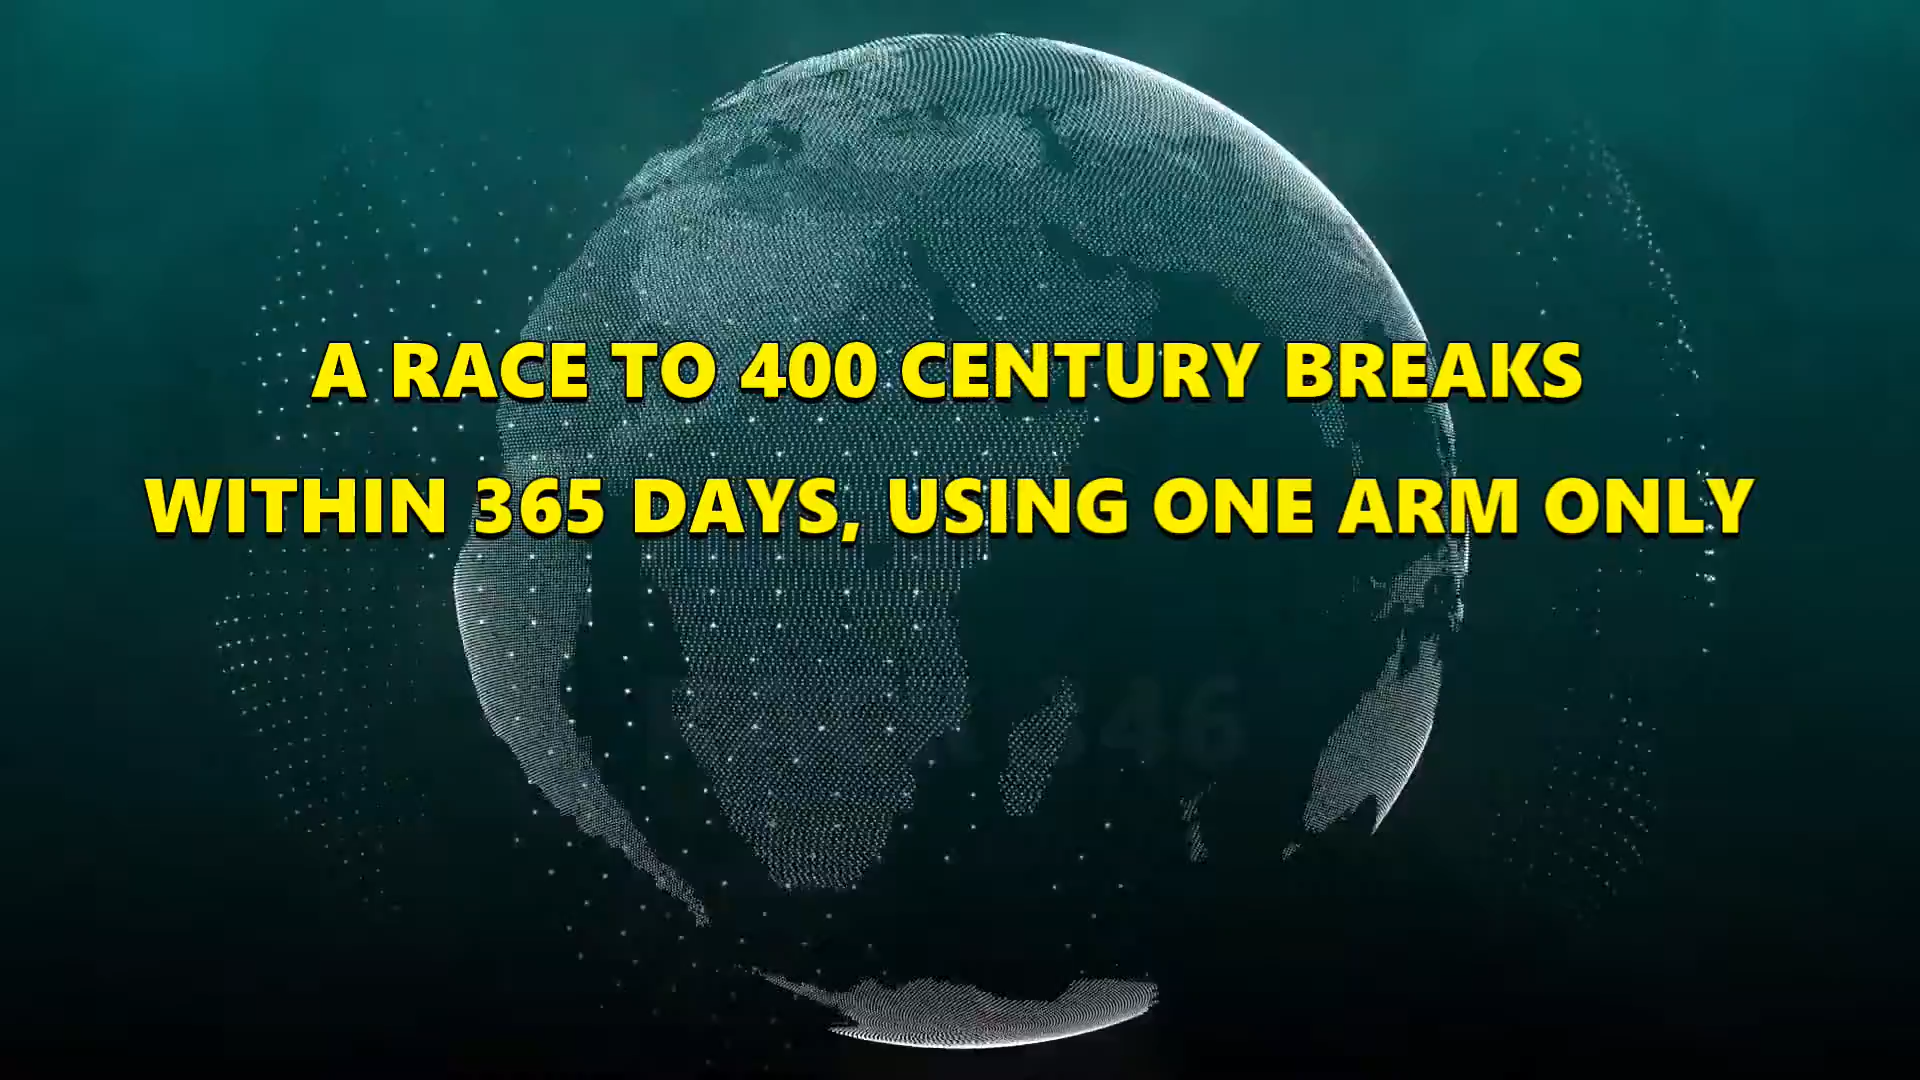 A RACE TO 400 CENTURY BREAKS
WITHIN 365 DAYS, USING ONE ARM ONLY